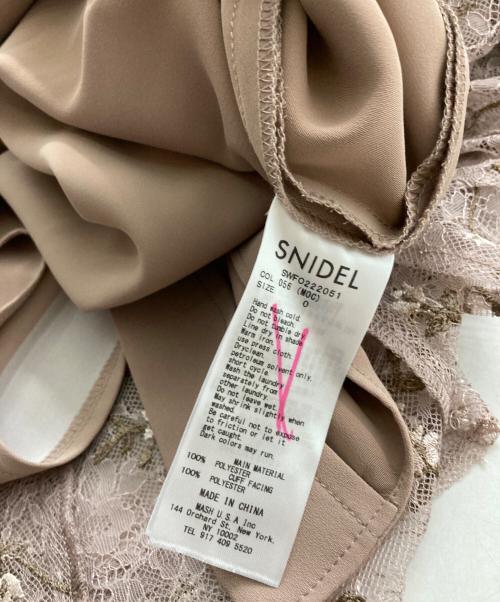 SNIDEL
SWFO222051
COL 056 (MOC)
SIZE 0
Hand wash cold.
Do not bleach.
Do not tumble dry.
Line dry in shade.
Warm iron.
use press cloth.
Dryclean.
petroleum solvent only.
short cycle.
Wash the laundry
separately from
other laundry.
Do not leave wet.
May shrink slightly when
washed.
Be careful not to expose
to friction or let it
get caught.
Dark colors may run.
MAIN MATERIAL
100% POLYESTER
CUFF FACING
100% POLYESTER
MADE IN CHINA
MASH U.S.A Inc
144 Orchard St. New York.
NY 10002
TEL 917 409 5520